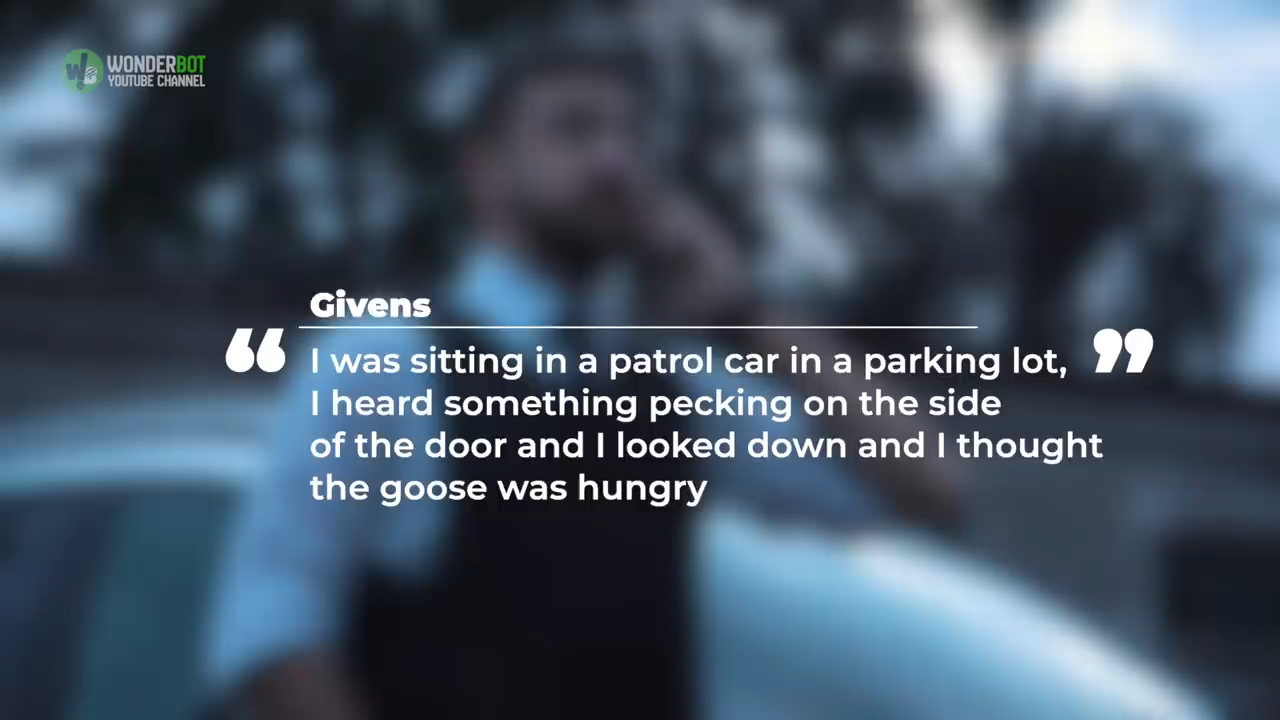 WONDERBOT
YOUTUBE CHANNEL
Givens
“ I was sitting in a patrol car in a parking lot, ”
I heard something pecking on the side
of the door and I looked down and I thought
the goose was hungry